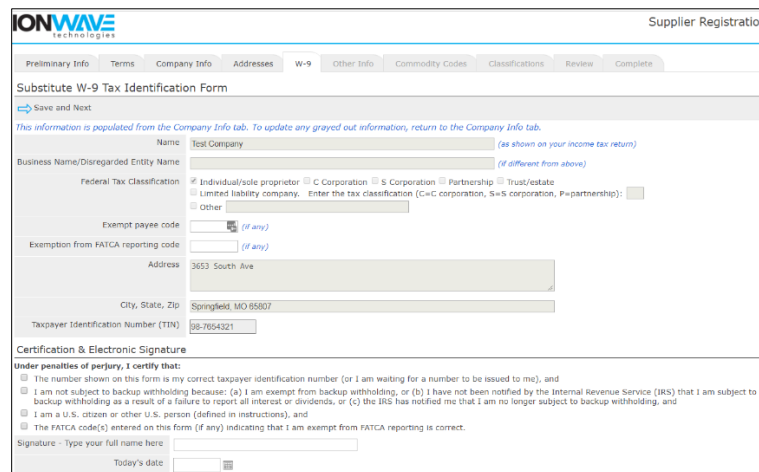 IONWAVE
technologies
Supplier Registratio
Preliminary Info Terms Company Info Addresses W-9 Other Info Commodity Codes Classifications Review Complete
Substitute W-9 Tax Identification Form
Save and Next
This information is populated from the Company Info tab. To update any grayed out information, return to the Company Info tab.
Name Test Company (as shown on your income tax return)
Business Name/Disregarded Entity Name (if different from above)
Federal Tax Classification Individual/sole proprietor C Corporation S Corporation Partnership Trust/estate
Limited liability company. Enter the tax classification (C=C corporation, S=S corporation, P=partnership):
Other
Exempt payee code (if any)
Exemption from FATCA reporting code (if any)
Address 3653 South Ave
City, State, Zip Springfield, MO 65807
Taxpayer Identification Number (TIN) 98-7654321
Certification & Electronic Signature
Under penalties of perjury, I certify that:
The number shown on this form is my correct taxpayer identification number (or I am waiting for a number to be issued to me), and
I am not subject to backup withholding because: (a) I am exempt from backup withholding, or (b) I have not been notified by the Internal Revenue Service (IRS) that I am subject to
backup withholding as a result of a failure to report all interest or dividends, or (c) the IRS has notified me that I am no longer subject to backup withholding, and
I am a U.S. citizen or other U.S. person (defined in instructions), and
The FATCA code(s) entered on this form (if any) indicating that I am exempt from FATCA reporting is correct.
Signature - Type your full name here
Today's date